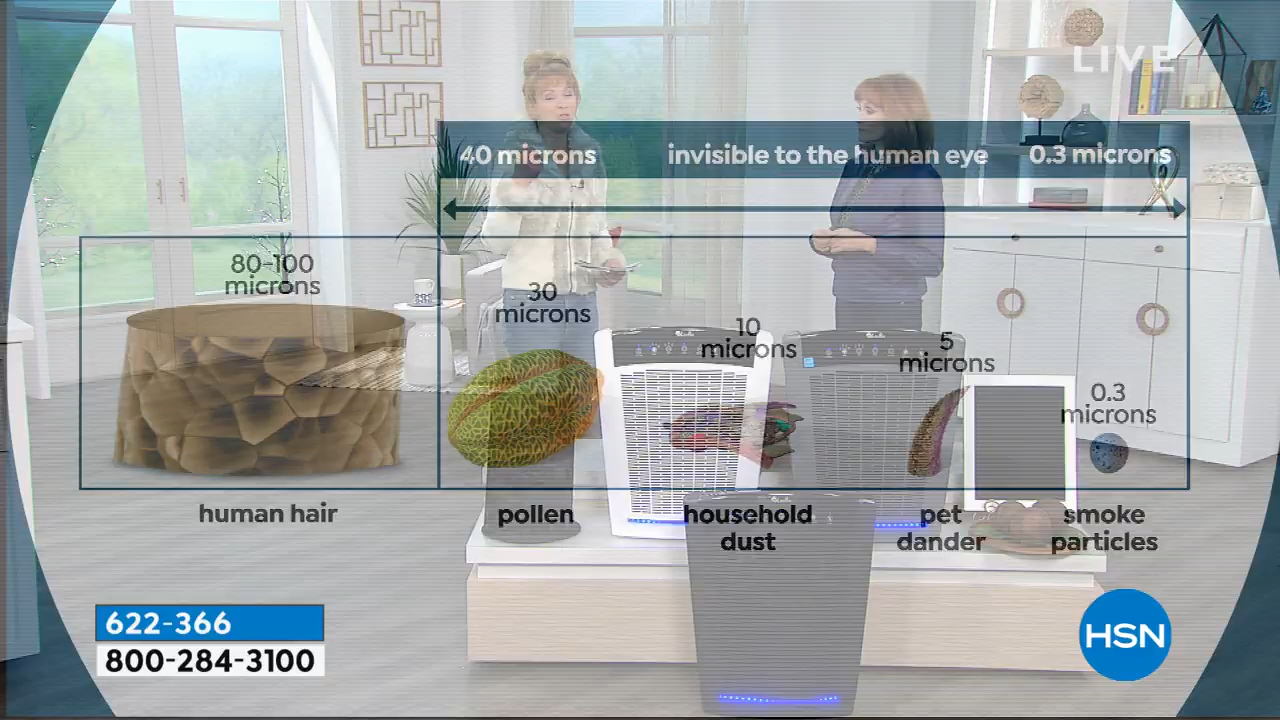 LIVE
40 microns
invisible to the human eye
0.3 microns
80-100
microns
30
microns
10
microns
5
microns
0.3
microns
human hair
pollen
household
dust
pet
dander
smoke
particles
622-366
800-284-3100
HSN